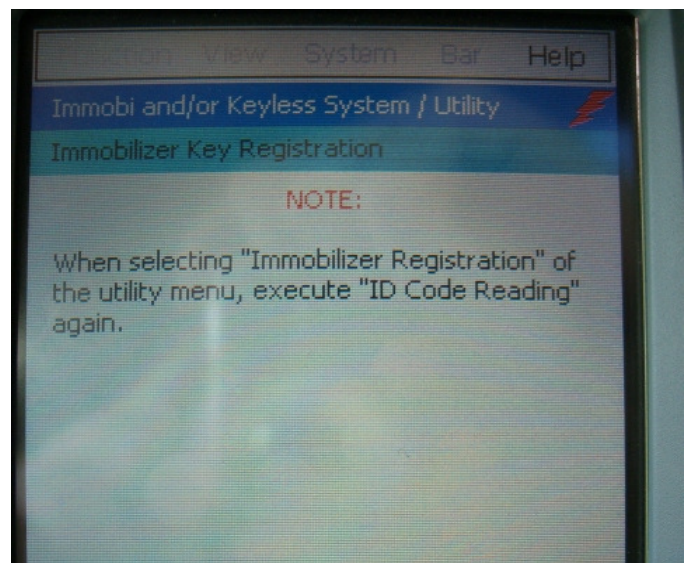 Function View System Bar Help
Immobi and/or Keyless System / Utility
Immobilizer Key Registration
NOTE:
When selecting "Immobilizer Registration" of
the utility menu, execute "ID Code Reading"
again.